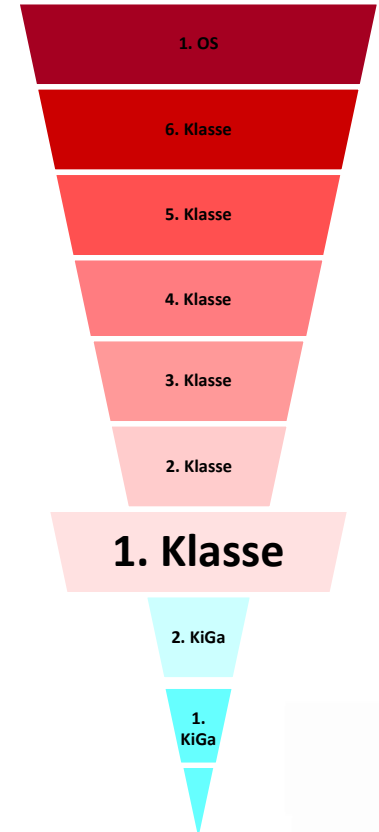 1. OS
6. Klasse
5. Klasse
4. Klasse
3. Klasse
2. Klasse
1. Klasse
2. KiGa
1.
KiGa